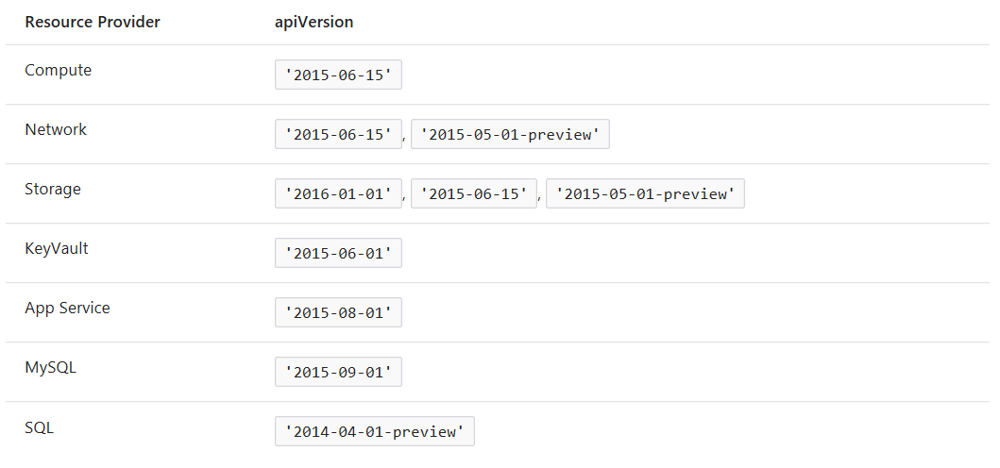 Resource Provider apiVersion
Compute '2015-06-15'
Network '2015-06-15', '2015-05-01-preview'
Storage '2016-01-01', '2015-06-15', '2015-05-01-preview'
KeyVault '2015-06-01'
App Service '2015-08-01'
MySQL '2015-09-01'
SQL '2014-04-01-preview'